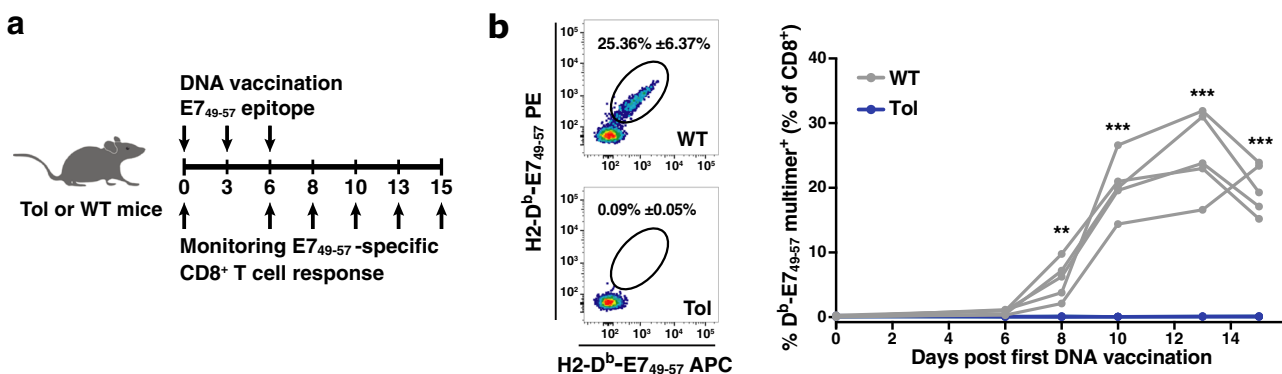 a
DNA vaccination
E7₄₉₋₅₇ epitope
0 3 6 8 10 13 15
Tol or WT mice
Monitoring E7₄₉₋₅₇-specific
CD8⁺ T cell response
b
H2-Dᵇ-E7₄₉₋₅₇ PE
10⁵
10⁴
10³
10²
25.36% ±6.37%
WT
10² 10³ 10⁴ 10⁵
10⁵
10⁴
10³
10²
0.09% ±0.05%
Tol
10² 10³ 10⁴ 10⁵
H2-Dᵇ-E7₄₉₋₅₇ APC
% Dᵇ-E7₄₉₋₅₇ multimer⁺ (% of CD8⁺)
40
30
20
10
0
WT
Tol
**
***
***
***
0 2 4 6 8 10 12 14
Days post first DNA vaccination